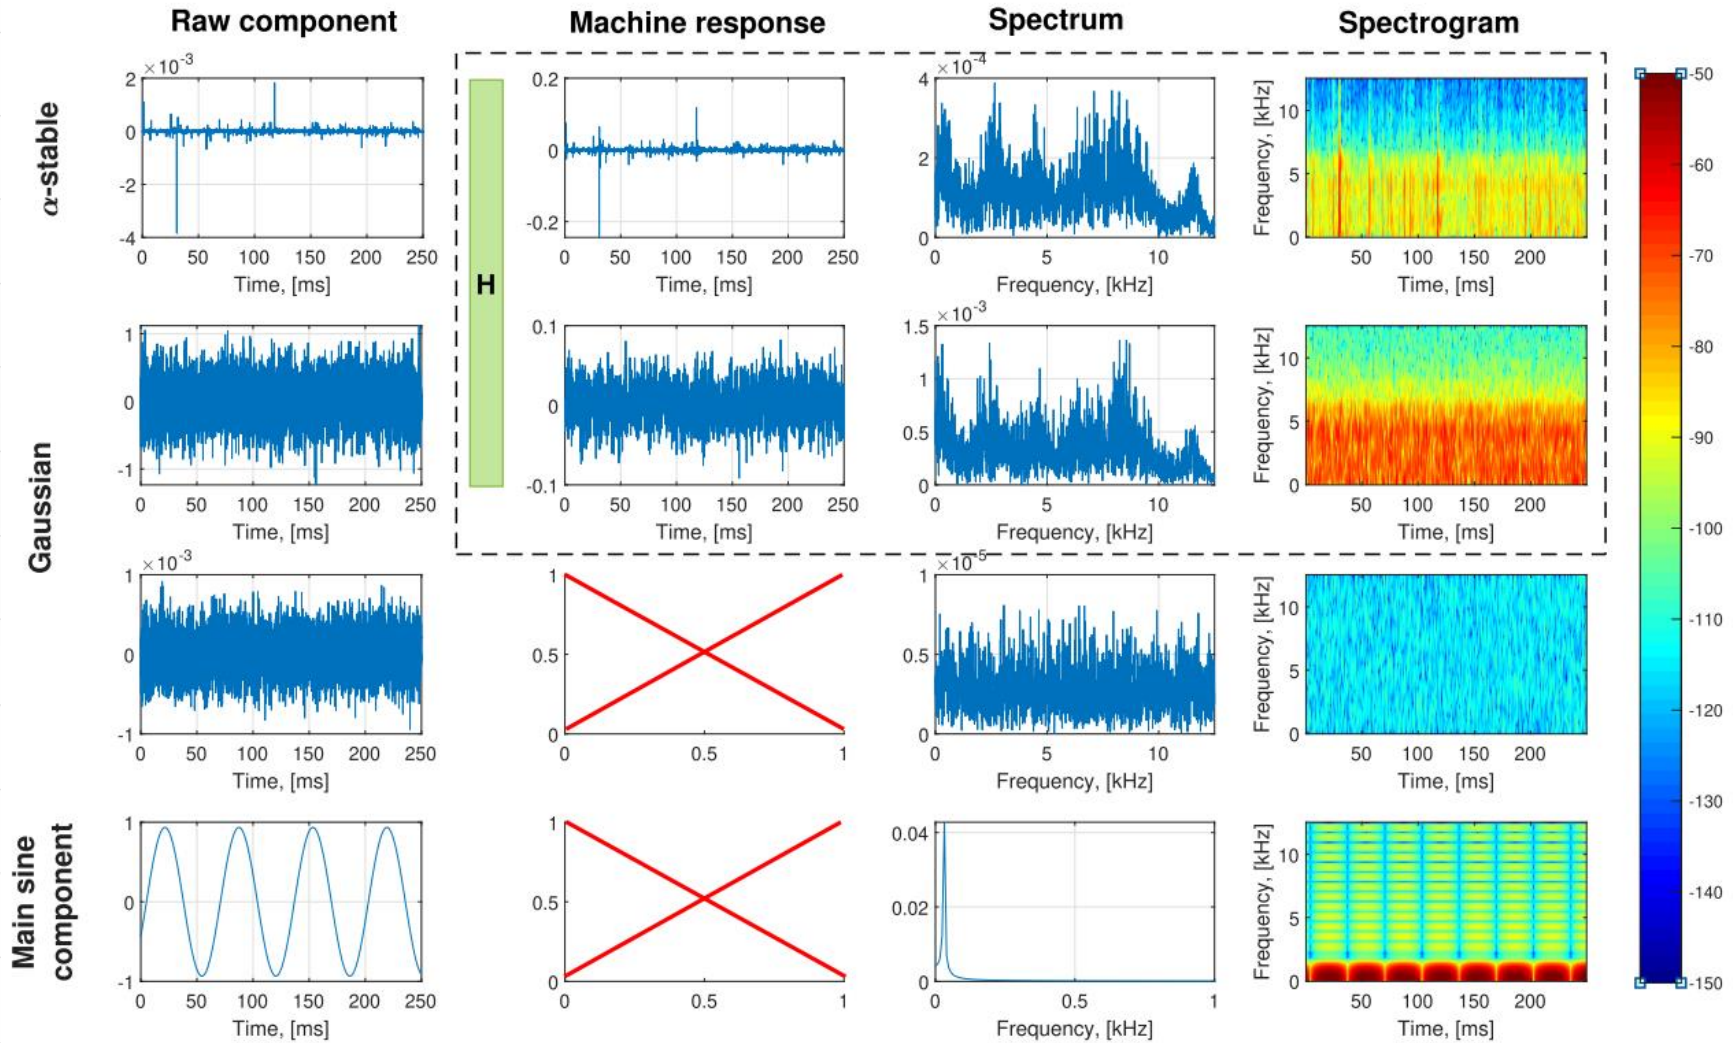 Raw component Machine response Spectrum Spectrogram
α-stable
×10-3
2
0
-2
-4
0 50 100 150 200 250
Time, [ms]
H
0.2
0
-0.2
0 50 100 150 200 250
Time, [ms]
×10-4
4
2
0
0 5 10
Frequency, [kHz]
Frequency, [kHz]
10
5
0
50 100 150 200
Time, [ms]
Gaussian
1
0
-1
0 50 100 150 200 250
Time, [ms]
0.1
0.05
0
-0.05
-0.1
0 50 100 150 200 250
Time, [ms]
×10-3
1.5
1
0.5
0
0 5 10
Frequency, [kHz]
Frequency, [kHz]
10
5
0
50 100 150 200
Time, [ms]
×10-3
1
0
-1
0 50 100 150 200 250
Time, [ms]
1
0.5
0
0 0.5 1
×10-5
1
0.5
0
0 5 10
Frequency, [kHz]
Frequency, [kHz]
10
5
0
50 100 150 200
Time, [ms]
Main sine
component
1
0
-1
0 50 100 150 200 250
Time, [ms]
1
0.5
0
0 0.5 1
0.04
0.02
0
0 0.5 1
Frequency, [kHz]
Frequency, [kHz]
10
5
0
50 100 150 200
Time, [ms]
-50
-60
-70
-80
-90
-100
-110
-120
-130
-140
-150